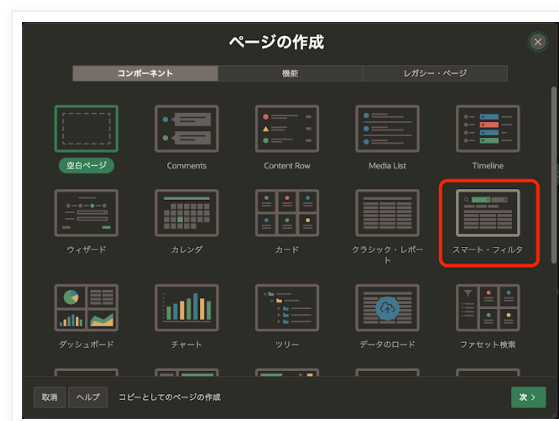 ページの作成
コンポーネント 機能 レガシー・ページ
空白ページ Comments Content Row Media List Timeline
ウィザード カレンダ カード クラシック・レポー
ト スマート・フィルタ
ダッシュボード チャート ツリー データのロード ファセット検索
取消 ヘルプ コピーとしてのページの作成 次 >